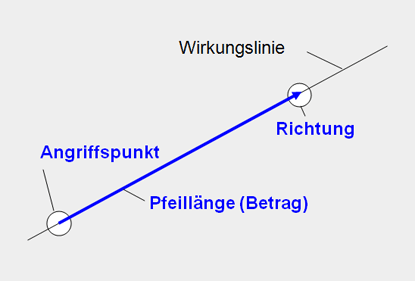 Wirkungslinie
Richtung
Angriffspunkt
Pfeillänge (Betrag)